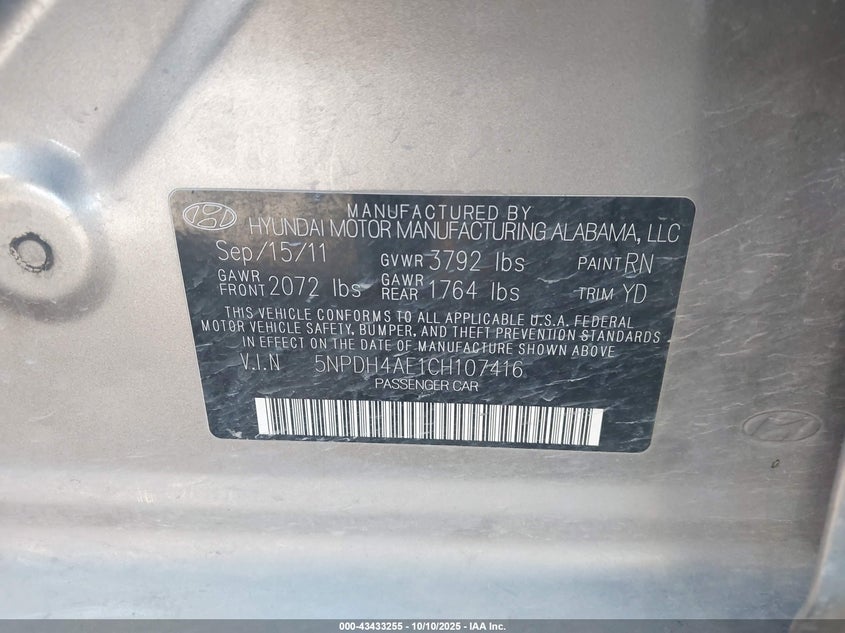 MANUFACTURED BY
HYUNDAI MOTOR MANUFACTURING ALABAMA, LLC
Sep/15/11 GVWR 3792 lbs PAINT RN
GAWR FRONT 2072 lbs GAWR REAR 1764 lbs TRIM YD
THIS VEHICLE CONFORMS TO ALL APPLICABLE U.S.A. FEDERAL
MOTOR VEHICLE SAFETY, BUMPER, AND THEFT PREVENTION STANDARDS
IN EFFECT ON THE DATE OF MANUFACTURE SHOWN ABOVE
V.I.N 5NPDH4AE1CH107416
PASSENGER CAR
000-43433255 - 10/10/2025 - IAA Inc.